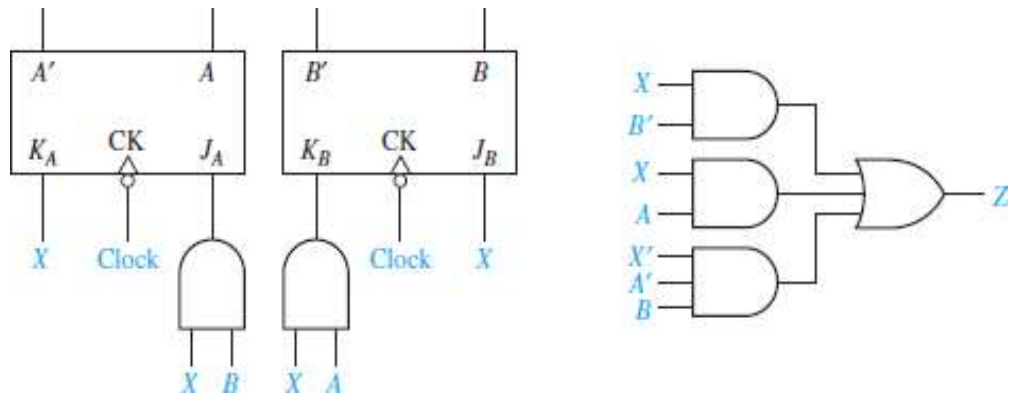 A′ A
K_A CK J_A
X Clock
X B
B′ B
K_B CK J_B
Clock X
X A
X
B′
X
A
X′
A′
B
Z